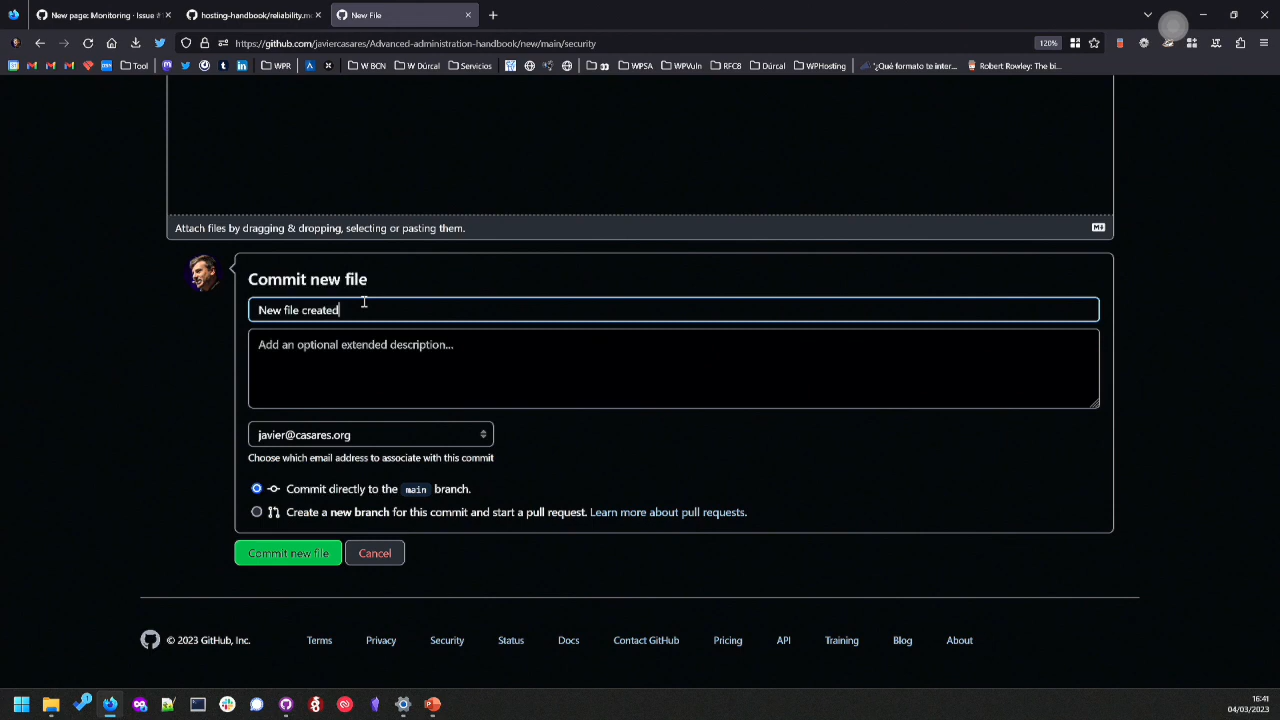 New page: Monitoring · Issue #
hosting-handbook/reliability.m
New File
https://github.com/javiercasares/Advanced-administration-handbook/new/main/security
120%
Tool
WPR
W BCN
W Dúrcal
Servicios
WPSA
WPVuln
RFC8
Dúrcal
WPHosting
"¿Qué formato te inter...
Robert Rowley: The bi...
Attach files by dragging & dropping, selecting or pasting them.
Commit new file
New file created
Add an optional extended description...
javier@casares.org
Choose which email address to associate with this commit
Commit directly to the main branch.
Create a new branch for this commit and start a pull request. Learn more about pull requests.
Commit new file
Cancel
© 2023 GitHub, Inc.
Terms
Privacy
Security
Status
Docs
Contact GitHub
Pricing
API
Training
Blog
About
16:41
04/03/2023